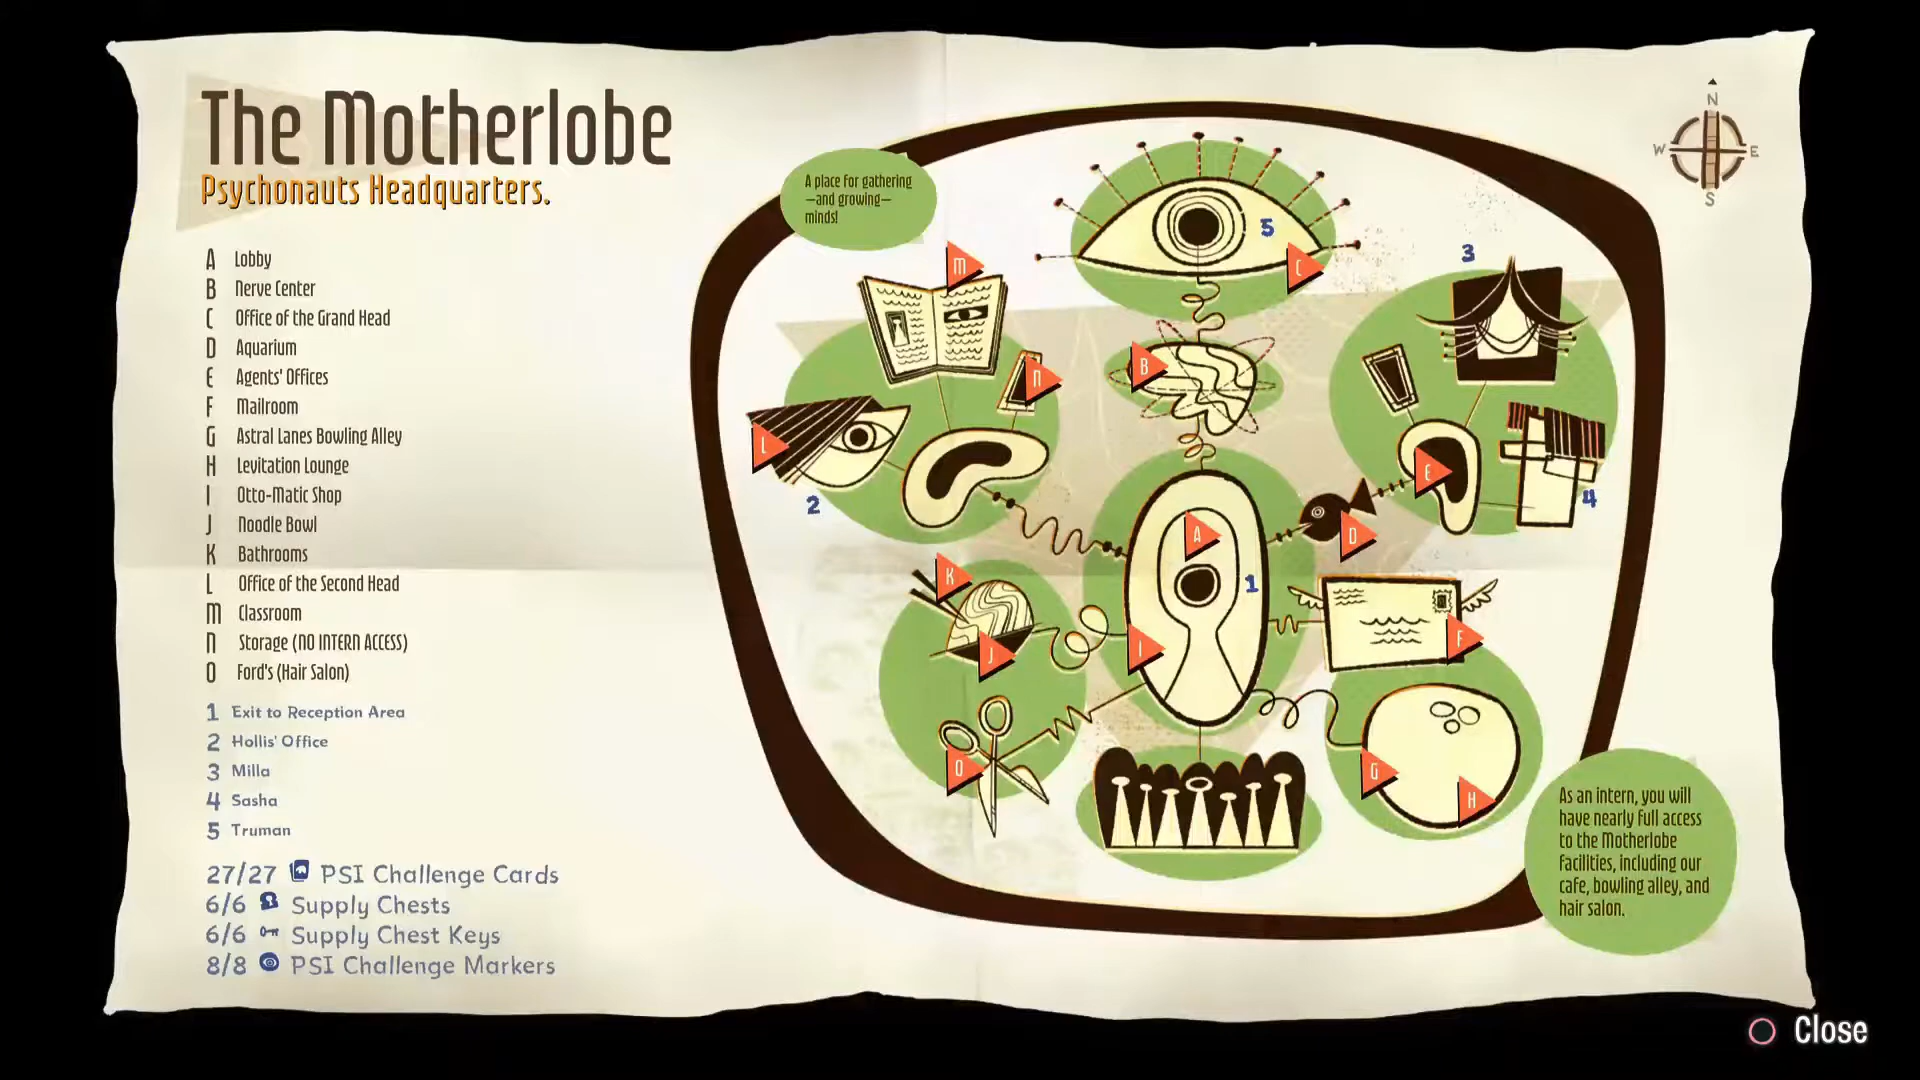 The Motherlobe
Psychonauts Headquarters.
A Lobby
B Nerve Center
C Office of the Grand Head
D Aquarium
E Agents' Offices
F Mailroom
G Astral Lanes Bowling Alley
H Levitation Lounge
I Otto-Matic Shop
J Noodle Bowl
K Bathrooms
L Office of the Second Head
M Classroom
N Storage (NO INTERN ACCESS)
O Ford's (Hair Salon)
1 Exit to Reception Area
2 Hollis' Office
3 Milla
4 Sasha
5 Truman
27/27 PSI Challenge Cards
6/6 Supply Chests
6/6 Supply Chest Keys
8/8 PSI Challenge Markers
A place for gathering
—and growing—
minds!
N
W E
S
5
C
M
3
B
N
L
2
E
4
A
D
K
1
I
J
F
O
G
H
As an intern, you will
have nearly full access
to the Motherlobe
facilities, including our
cafe, bowling alley, and
hair salon.
Close